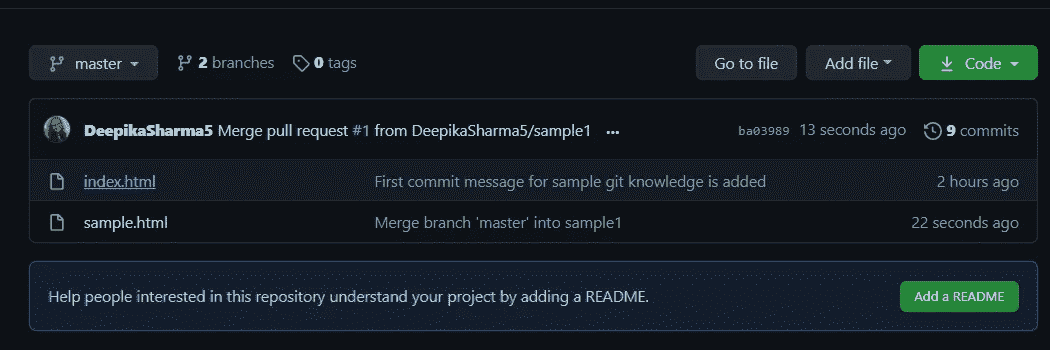 master 2 branches 0 tags Go to file Add file Code
DeepikaSharma5 Merge pull request #1 from DeepikaSharma5/sample1 ... ba03989 13 seconds ago 9 commits
index.html First commit message for sample git knowledge is added 2 hours ago
sample.html Merge branch 'master' into sample1 22 seconds ago
Help people interested in this repository understand your project by adding a README. Add a README